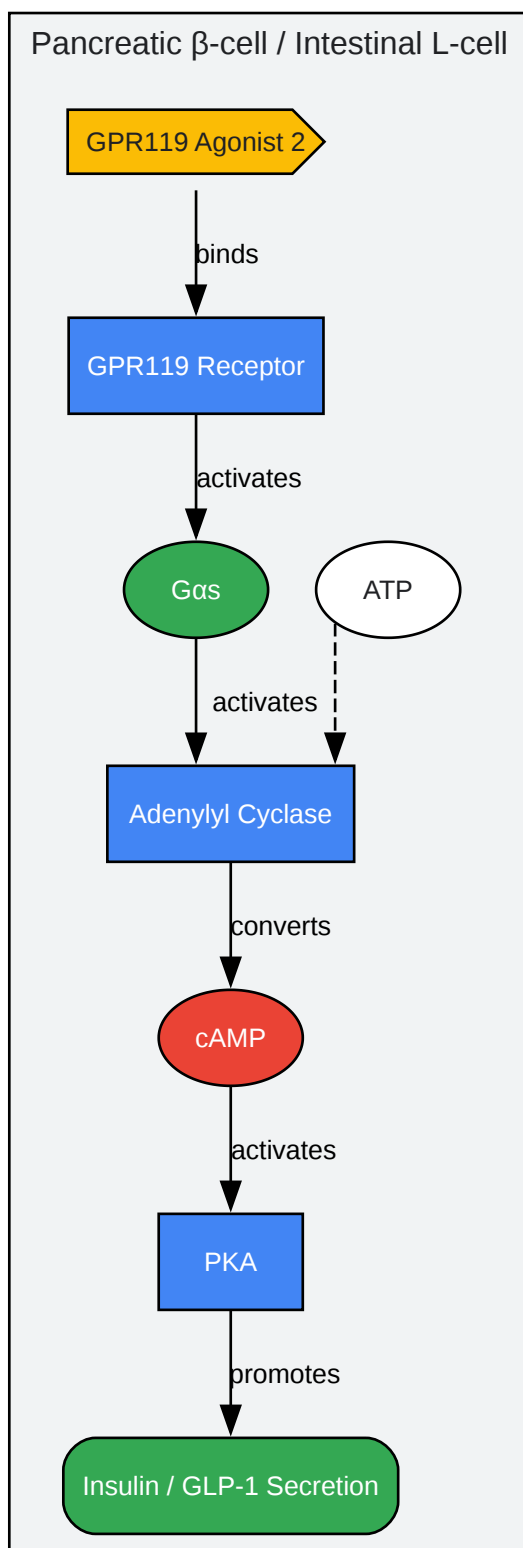 Pancreatic β-cell / Intestinal L-cell
GPR119 Agonist 2
binds
GPR119 Receptor
activates
Gαs
ATP
activates
Adenylyl Cyclase
converts
cAMP
activates
PKA
promotes
Insulin / GLP-1 Secretion